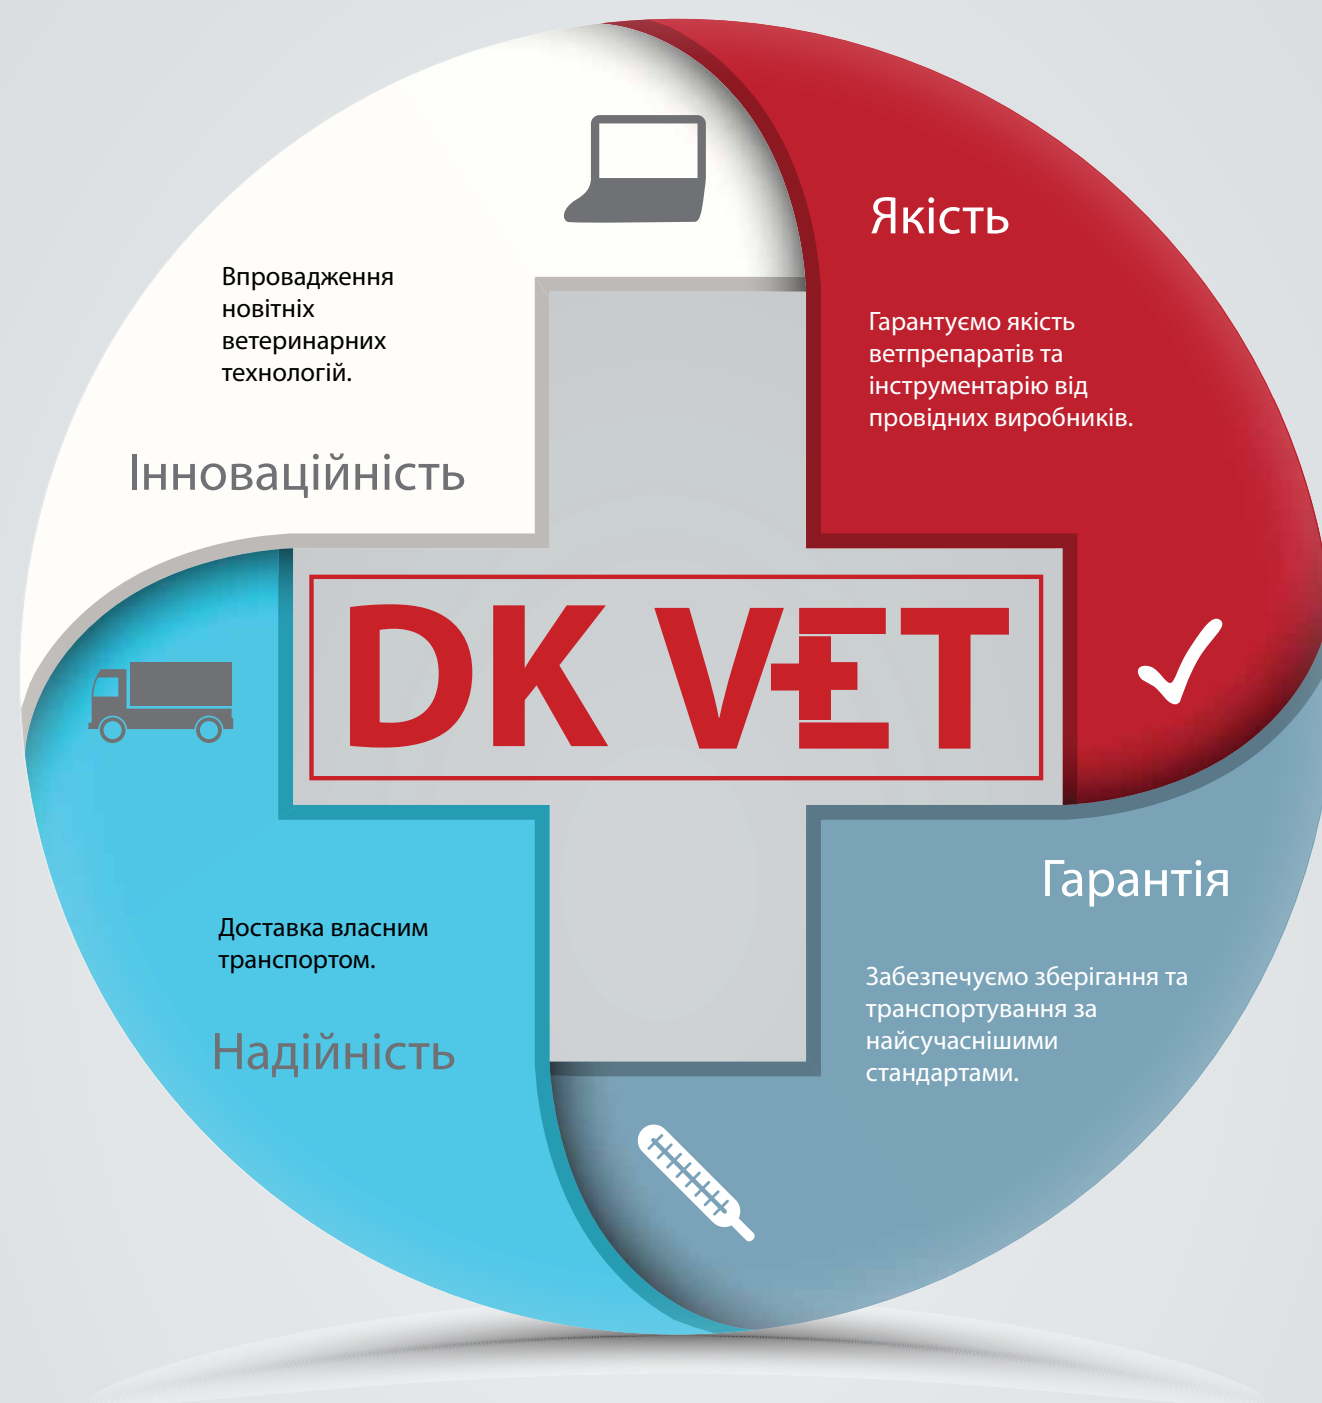 Впровадження
новітніх
ветеринарних
технологій.
Інноваційність
Якість
Гарантуємо якість
ветпрепаратів та
інструментарію від
провідних виробників.
DK VET
Доставка власним
транспортом.
Надійність
Гарантія
Забезпечуємо зберігання та
транспортування за
найсучаснішими
стандартами.